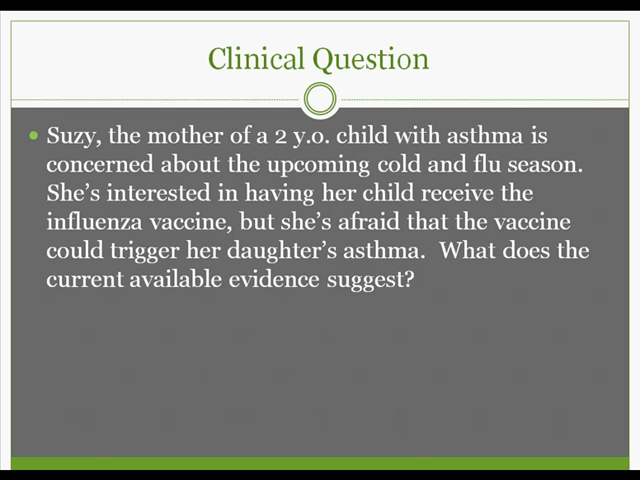 Clinical Question
Suzy, the mother of a 2 y.o. child with asthma is
concerned about the upcoming cold and flu season.
She's interested in having her child receive the
influenza vaccine, but she's afraid that the vaccine
could trigger her daughter's asthma.  What does the
current available evidence suggest?